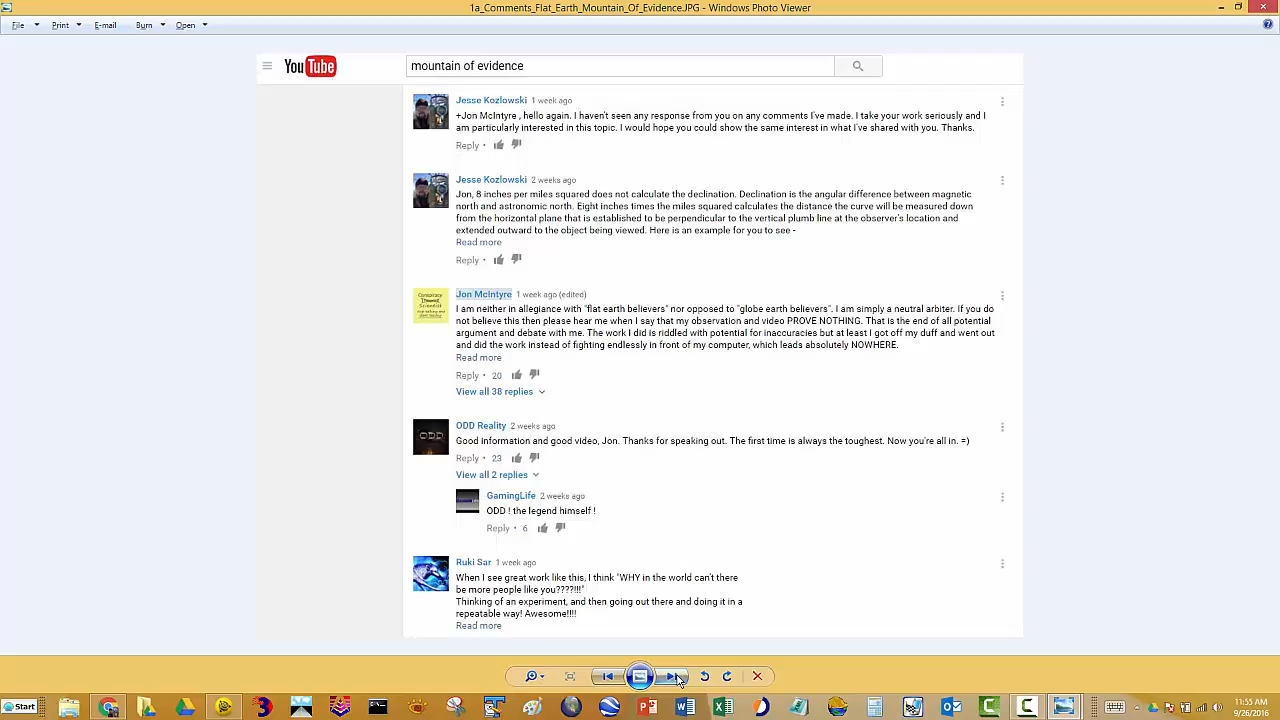 1a_Comments_Flat_Earth_Mountain_Of_Evidence.JPG - Windows Photo Viewer
File Print E-mail Burn Open
YouTube
mountain of evidence
Jesse Kozlowski 1 week ago
+Jon McIntyre , hello again. I haven't seen any response from you on any comments I've made. I take your work seriously and I
am particularly interested in this topic. I would hope you could show the same interest in what I've shared with you. Thanks.
Reply •
Jesse Kozlowski 2 weeks ago
Jon, 8 inches per miles squared does not calculate the declination. Declination is the angular difference between magnetic
north and astronomic north. Eight inches times the miles squared calculates the distance the curve will be measured down
from the horizontal plane that is established to be perpendicular to the vertical plumb line at the observer's location and
extended outward to the object being viewed. Here is an example for you to see -
Read more
Reply •
Conspiracy
Theorist
Scientist
Jon McIntyre 1 week ago (edited)
I am neither in allegiance with "flat earth believers" nor opposed to "globe earth believers". I am simply a neutral arbiter. If you do
not believe this then please hear me when I say that my observation and video PROVE NOTHING. That is the end of all potential
argument and debate with me. The work I did is riddled with potential for inaccuracies but at least I got off my duff and went out
and did the work instead of fighting endlessly in front of my computer, which leads absolutely NOWHERE.
Read more
Reply • 20
View all 38 replies
ODD
ODD Reality 2 weeks ago
Good information and good video, Jon. Thanks for speaking out. The first time is always the toughest. Now you're all in. =)
Reply • 23
View all 2 replies
GamingLife 2 weeks ago
ODD ! the legend himself !
Reply • 6
Ruki Sar 1 week ago
When I see great work like this, I think "WHY in the world can't there
be more people like you????!!!"
Thinking of an experiment, and then going out there and doing it in a
repeatable way! Awesome!!!!
Read more
Start
11:55 AM
9/26/2016